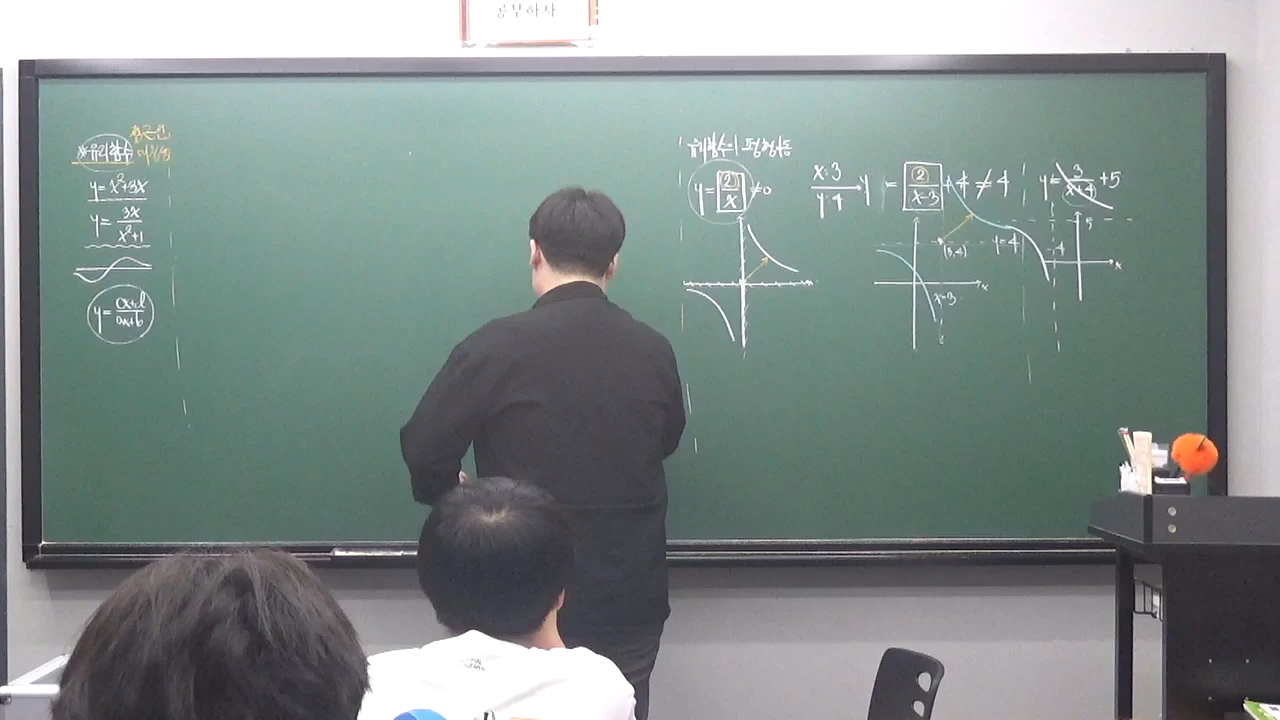 공부하자
※유리함수
y=x²+3x
y=3x/x²+1
y=cx+d/ax+b
유리함수의 평행이동
y=2/x≠0
x:3
y:4
y=2/x-3+4≠4
(3,4)
y=4
x=3
x
y=3/x+4+5
5
-4
x